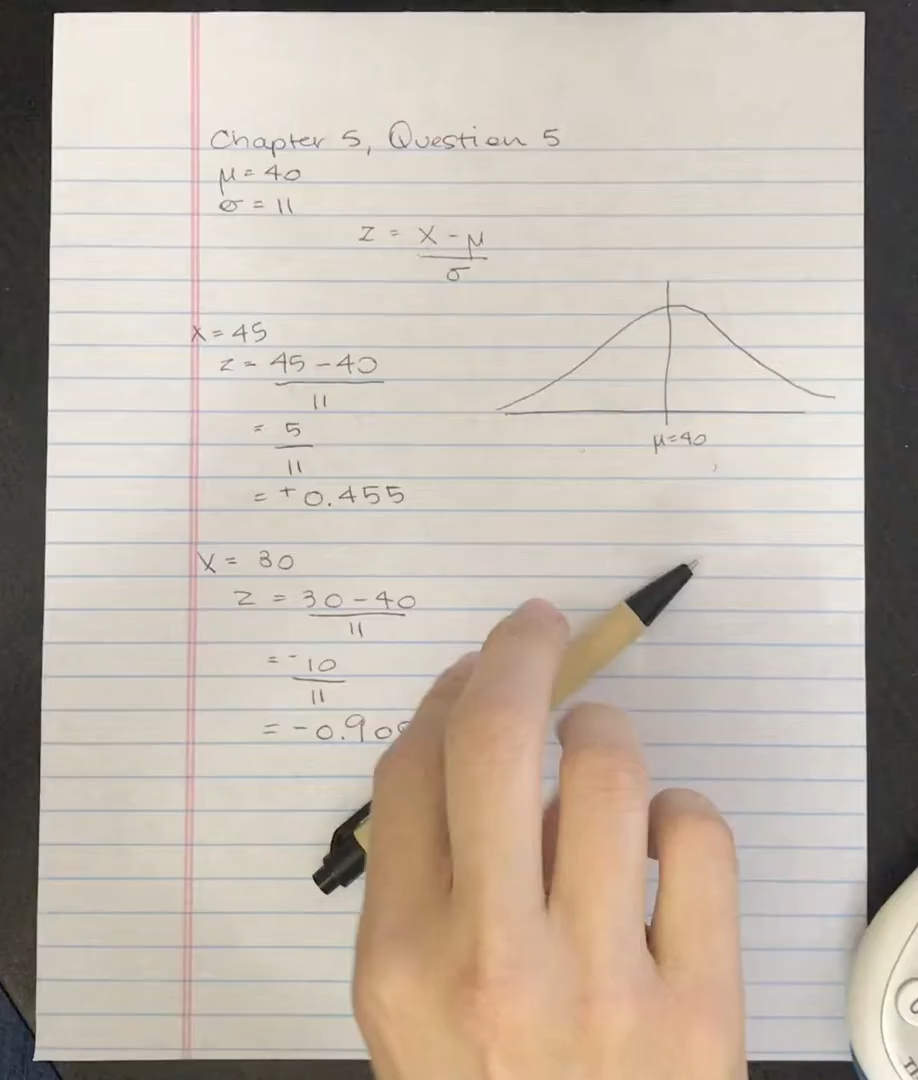 Chapter 5, Question 5
μ = 40
σ = 11
z = x - μ
σ
x = 45
z = 45 - 40
11
= 5
11
= +0.455
μ = 40
x = 30
z = 30 - 40
11
= -10
11